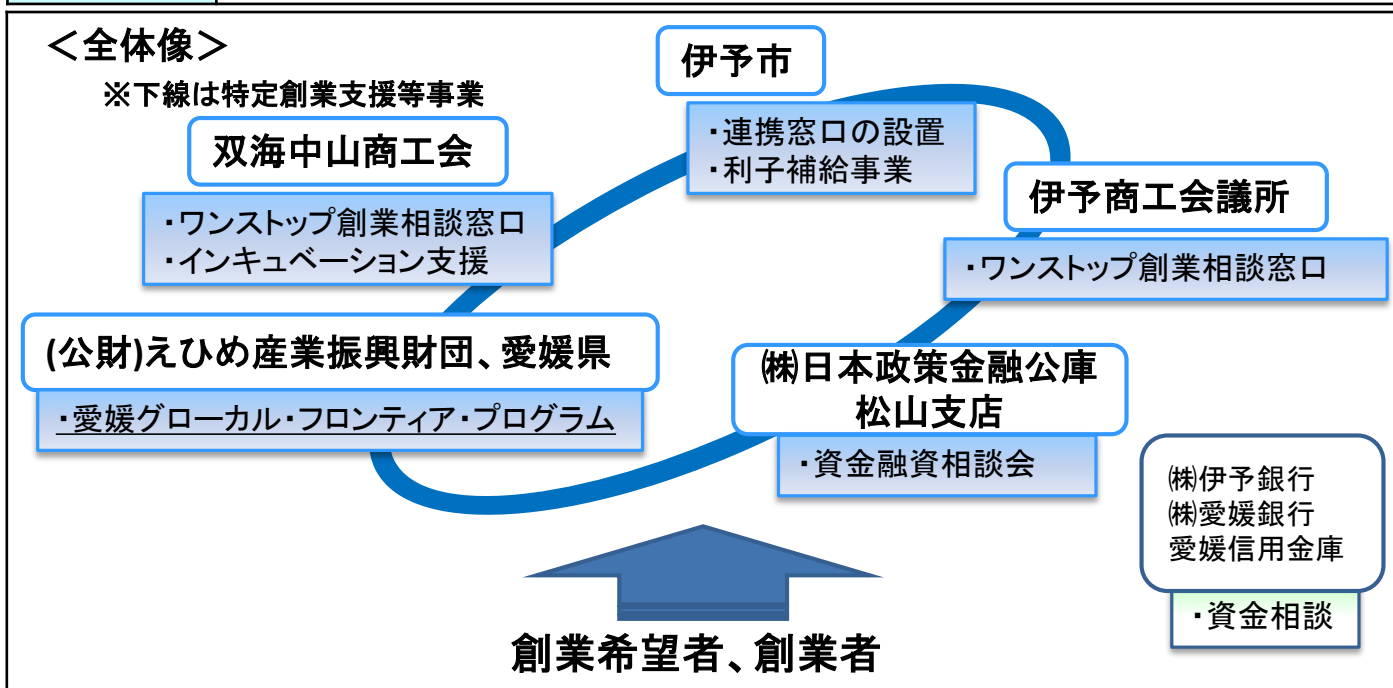 ＜全体像＞
※下線は特定創業支援等事業
伊予市
・連携窓口の設置
・利子補給事業
双海中山商工会
・ワンストップ創業相談窓口
・インキュベーション支援
伊予商工会議所
・ワンストップ創業相談窓口
(公財)えひめ産業振興財団、愛媛県
・愛媛グローカル・フロンティア・プログラム
㈱日本政策金融公庫
松山支店
・資金融資相談会
㈱伊予銀行
㈱愛媛銀行
愛媛信用金庫
・資金相談
創業希望者、創業者